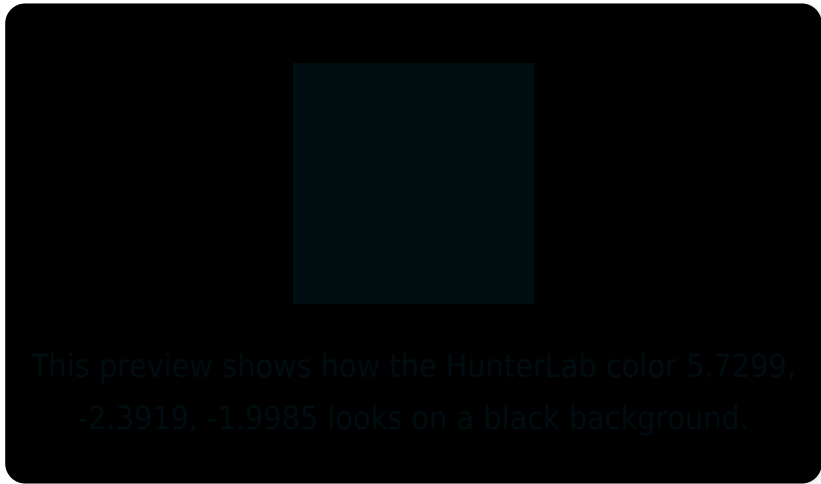 This preview shows how the HunterLab color 5.7299,
-2.3919, -1.9985 looks on a black background.